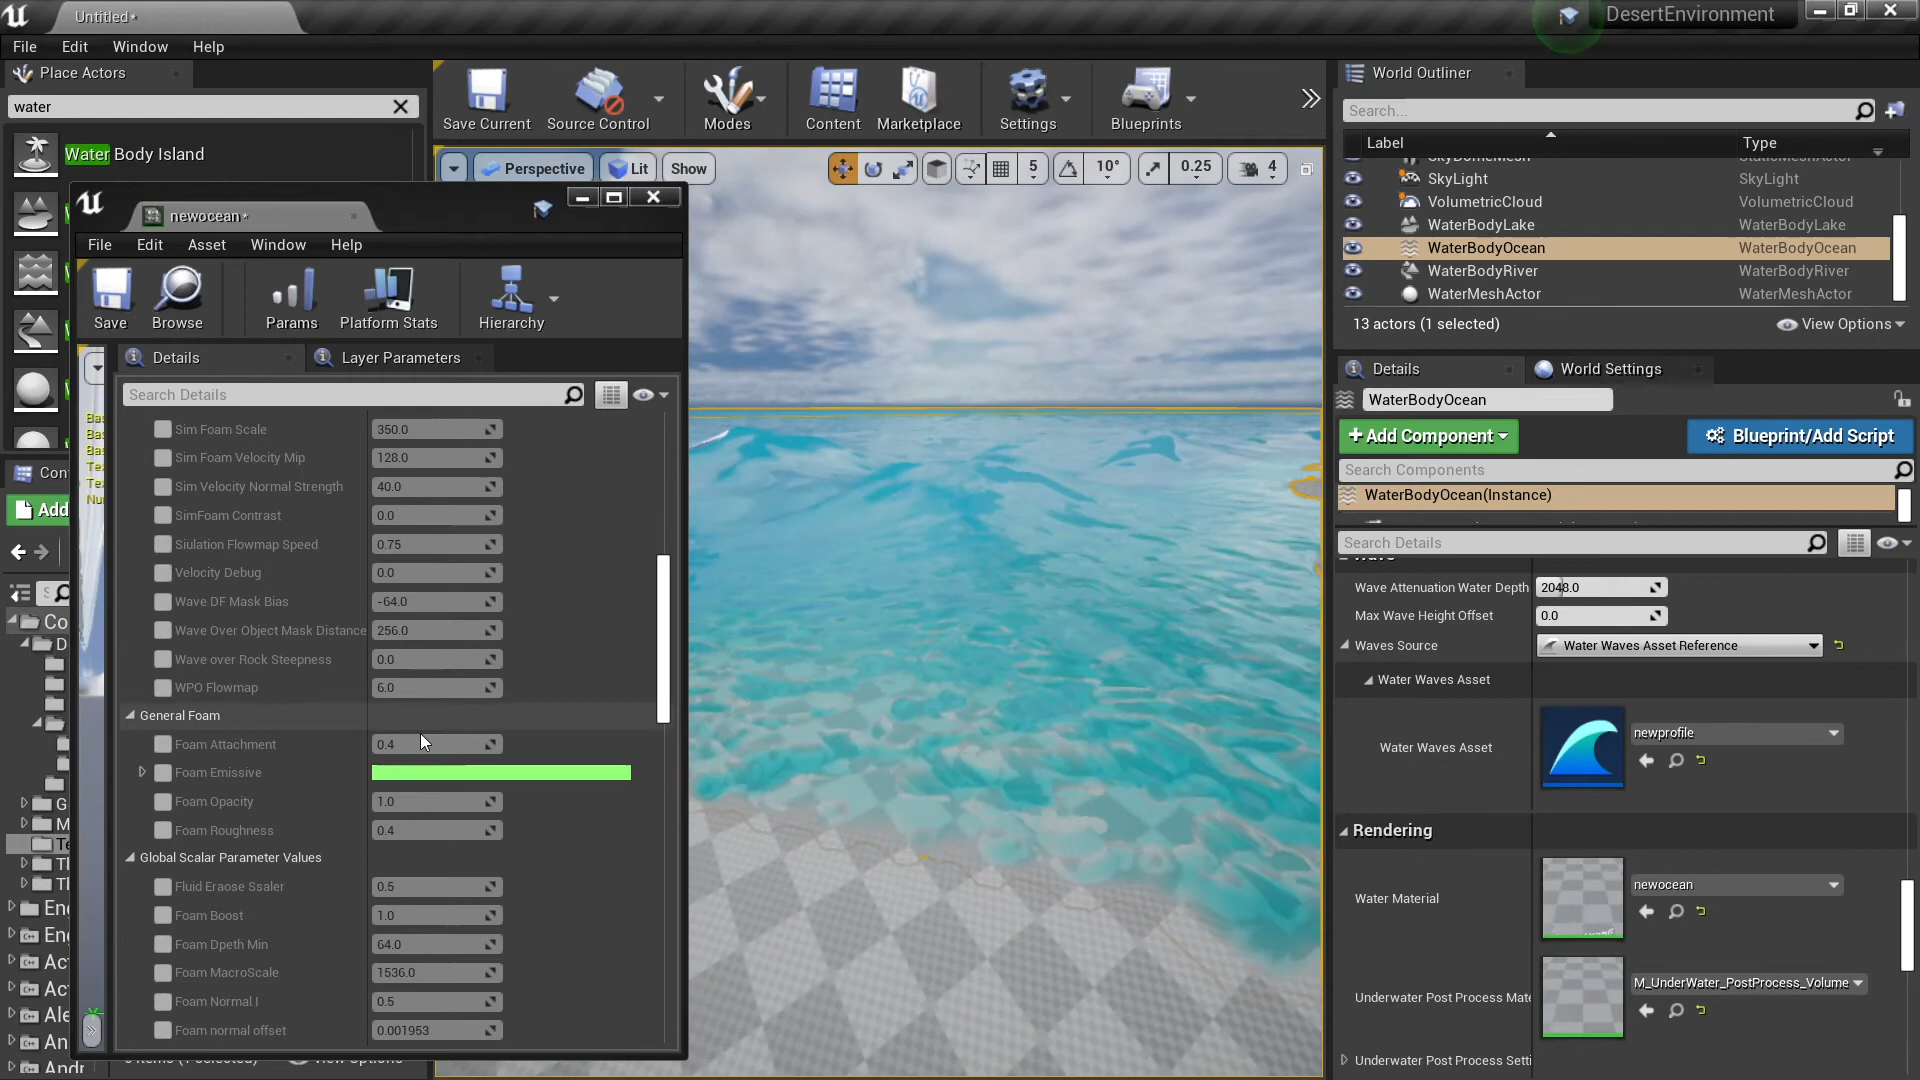 Untitled*
DesertEnvironment
File Edit Window Help
Place Actors
water
Water Body Island
Save Current
Source Control
Modes
Content
Marketplace
Settings
Blueprints
Perspective
Lit
Show
5
10°
0.25
4
newocean*
File Edit Asset Window Help
Save
Browse
Params
Platform Stats
Hierarchy
Details
Layer Parameters
Search Details
Sim Foam Scale 350.0
Sim Foam Velocity Mip 128.0
Sim Velocity Normal Strength 40.0
SimFoam Contrast 0.0
Siulation Flowmap Speed 0.75
Velocity Debug 0.0
Wave DF Mask Bias -64.0
Wave Over Object Mask Distance 256.0
Wave over Rock Steepness 0.0
WPO Flowmap 6.0
General Foam
Foam Attachment 0.4
Foam Emissive
Foam Opacity 1.0
Foam Roughness 0.4
Global Scalar Parameter Values
Fluid Eraose Ssaler 0.5
Foam Boost 1.0
Foam Dpeth Min 64.0
Foam MacroScale 1536.0
Foam Normal I 0.5
Foam normal offset 0.001953
Add
World Outliner
Search...
Label Type
SkyLight SkyLight
VolumetricCloud VolumetricCloud
WaterBodyLake WaterBodyLake
WaterBodyOcean WaterBodyOcean
WaterBodyRiver WaterBodyRiver
WaterMeshActor WaterMeshActor
13 actors (1 selected)
View Options
Details
World Settings
WaterBodyOcean
+Add Component
Blueprint/Add Script
Search Components
WaterBodyOcean(Instance)
Search Details
Wave Attenuation Water Depth 2048.0
Max Wave Height Offset 0.0
Waves Source Water Waves Asset Reference
Water Waves Asset
Water Waves Asset newprofile
Rendering
Water Material newocean
Underwater Post Process Mate M_UnderWater_PostProcess_Volume
Underwater Post Process Setti